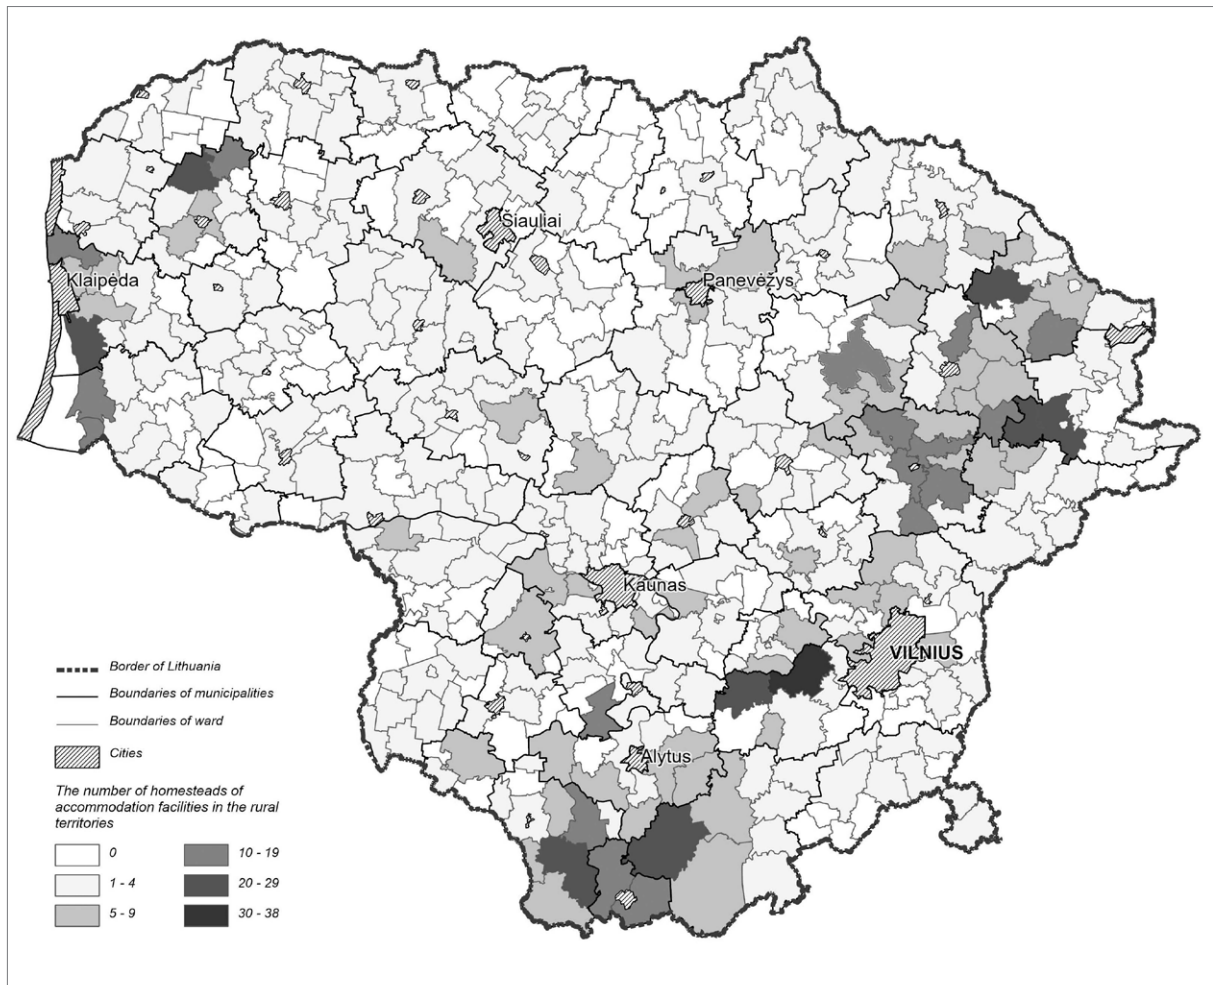 Šiauliai
Klaipėda
Panevėžys
Kaunas
VILNIUS
Alytus
Border of Lithuania
Boundaries of municipalities
Boundaries of ward
Cities
The number of homesteads of
accommodation facilities in the rural
territories
0
10 - 19
1 - 4
20 - 29
5 - 9
30 - 38